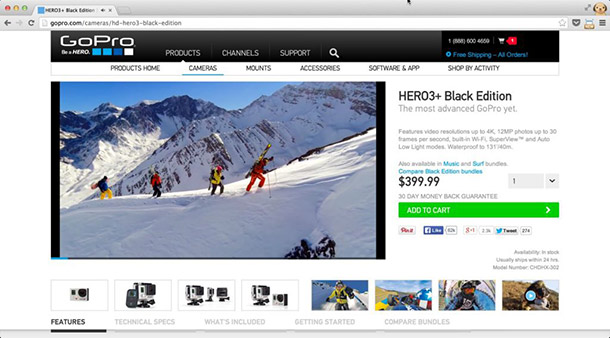 HERO3+ Black Edition
gopro.com/cameras/hd-hero3-black-edition
GoPro
Be a HERO.
PRODUCTS CHANNELS SUPPORT
1 (888) 600 4659 1
Free Shipping – All Orders!
PRODUCTS HOME CAMERAS MOUNTS ACCESSORIES SOFTWARE & APP SHOP BY ACTIVITY
HERO3+ Black Edition
The most advanced GoPro yet.
Features video resolutions up to 4K, 12MP photos up to 30
frames per second, built-in Wi-Fi, SuperView™ and Auto
Low Light modes. Waterproof to 131'/40m.
Also available in Music and Surf bundles.
Compare Black Edition bundles
$399.99 1
30 DAY MONEY BACK GUARANTEE
ADD TO CART
Pin it Like 62k +1 2.3k Tweet 274
Availability: In stock
Usually ships within 24 hrs.
Model Number: CHDHX-302
FEATURES TECHNICAL SPECS WHAT'S INCLUDED GETTING STARTED COMPARE BUNDLES